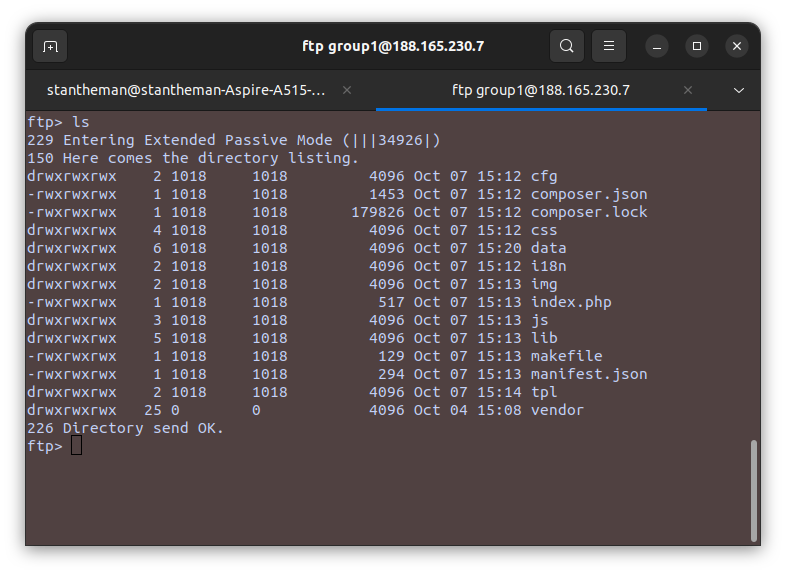 ftp group1@188.165.230.7
stantheman@stantheman-Aspire-A515-... × ftp group1@188.165.230.7 ×
ftp> ls
229 Entering Extended Passive Mode (|||34926|)
150 Here comes the directory listing.
drwxrwxrwx    2 1018     1018         4096 Oct 07 15:12 cfg
-rwxrwxrwx    1 1018     1018         1453 Oct 07 15:12 composer.json
-rwxrwxrwx    1 1018     1018       179826 Oct 07 15:12 composer.lock
drwxrwxrwx    4 1018     1018         4096 Oct 07 15:12 css
drwxrwxrwx    6 1018     1018         4096 Oct 07 15:20 data
drwxrwxrwx    2 1018     1018         4096 Oct 07 15:12 i18n
drwxrwxrwx    2 1018     1018         4096 Oct 07 15:13 img
-rwxrwxrwx    1 1018     1018          517 Oct 07 15:13 index.php
drwxrwxrwx    3 1018     1018         4096 Oct 07 15:13 js
drwxrwxrwx    5 1018     1018         4096 Oct 07 15:13 lib
-rwxrwxrwx    1 1018     1018          129 Oct 07 15:13 makefile
-rwxrwxrwx    1 1018     1018          294 Oct 07 15:13 manifest.json
drwxrwxrwx    2 1018     1018         4096 Oct 07 15:14 tpl
drwxrwxrwx   25 0        0            4096 Oct 04 15:08 vendor
226 Directory send OK.
ftp>